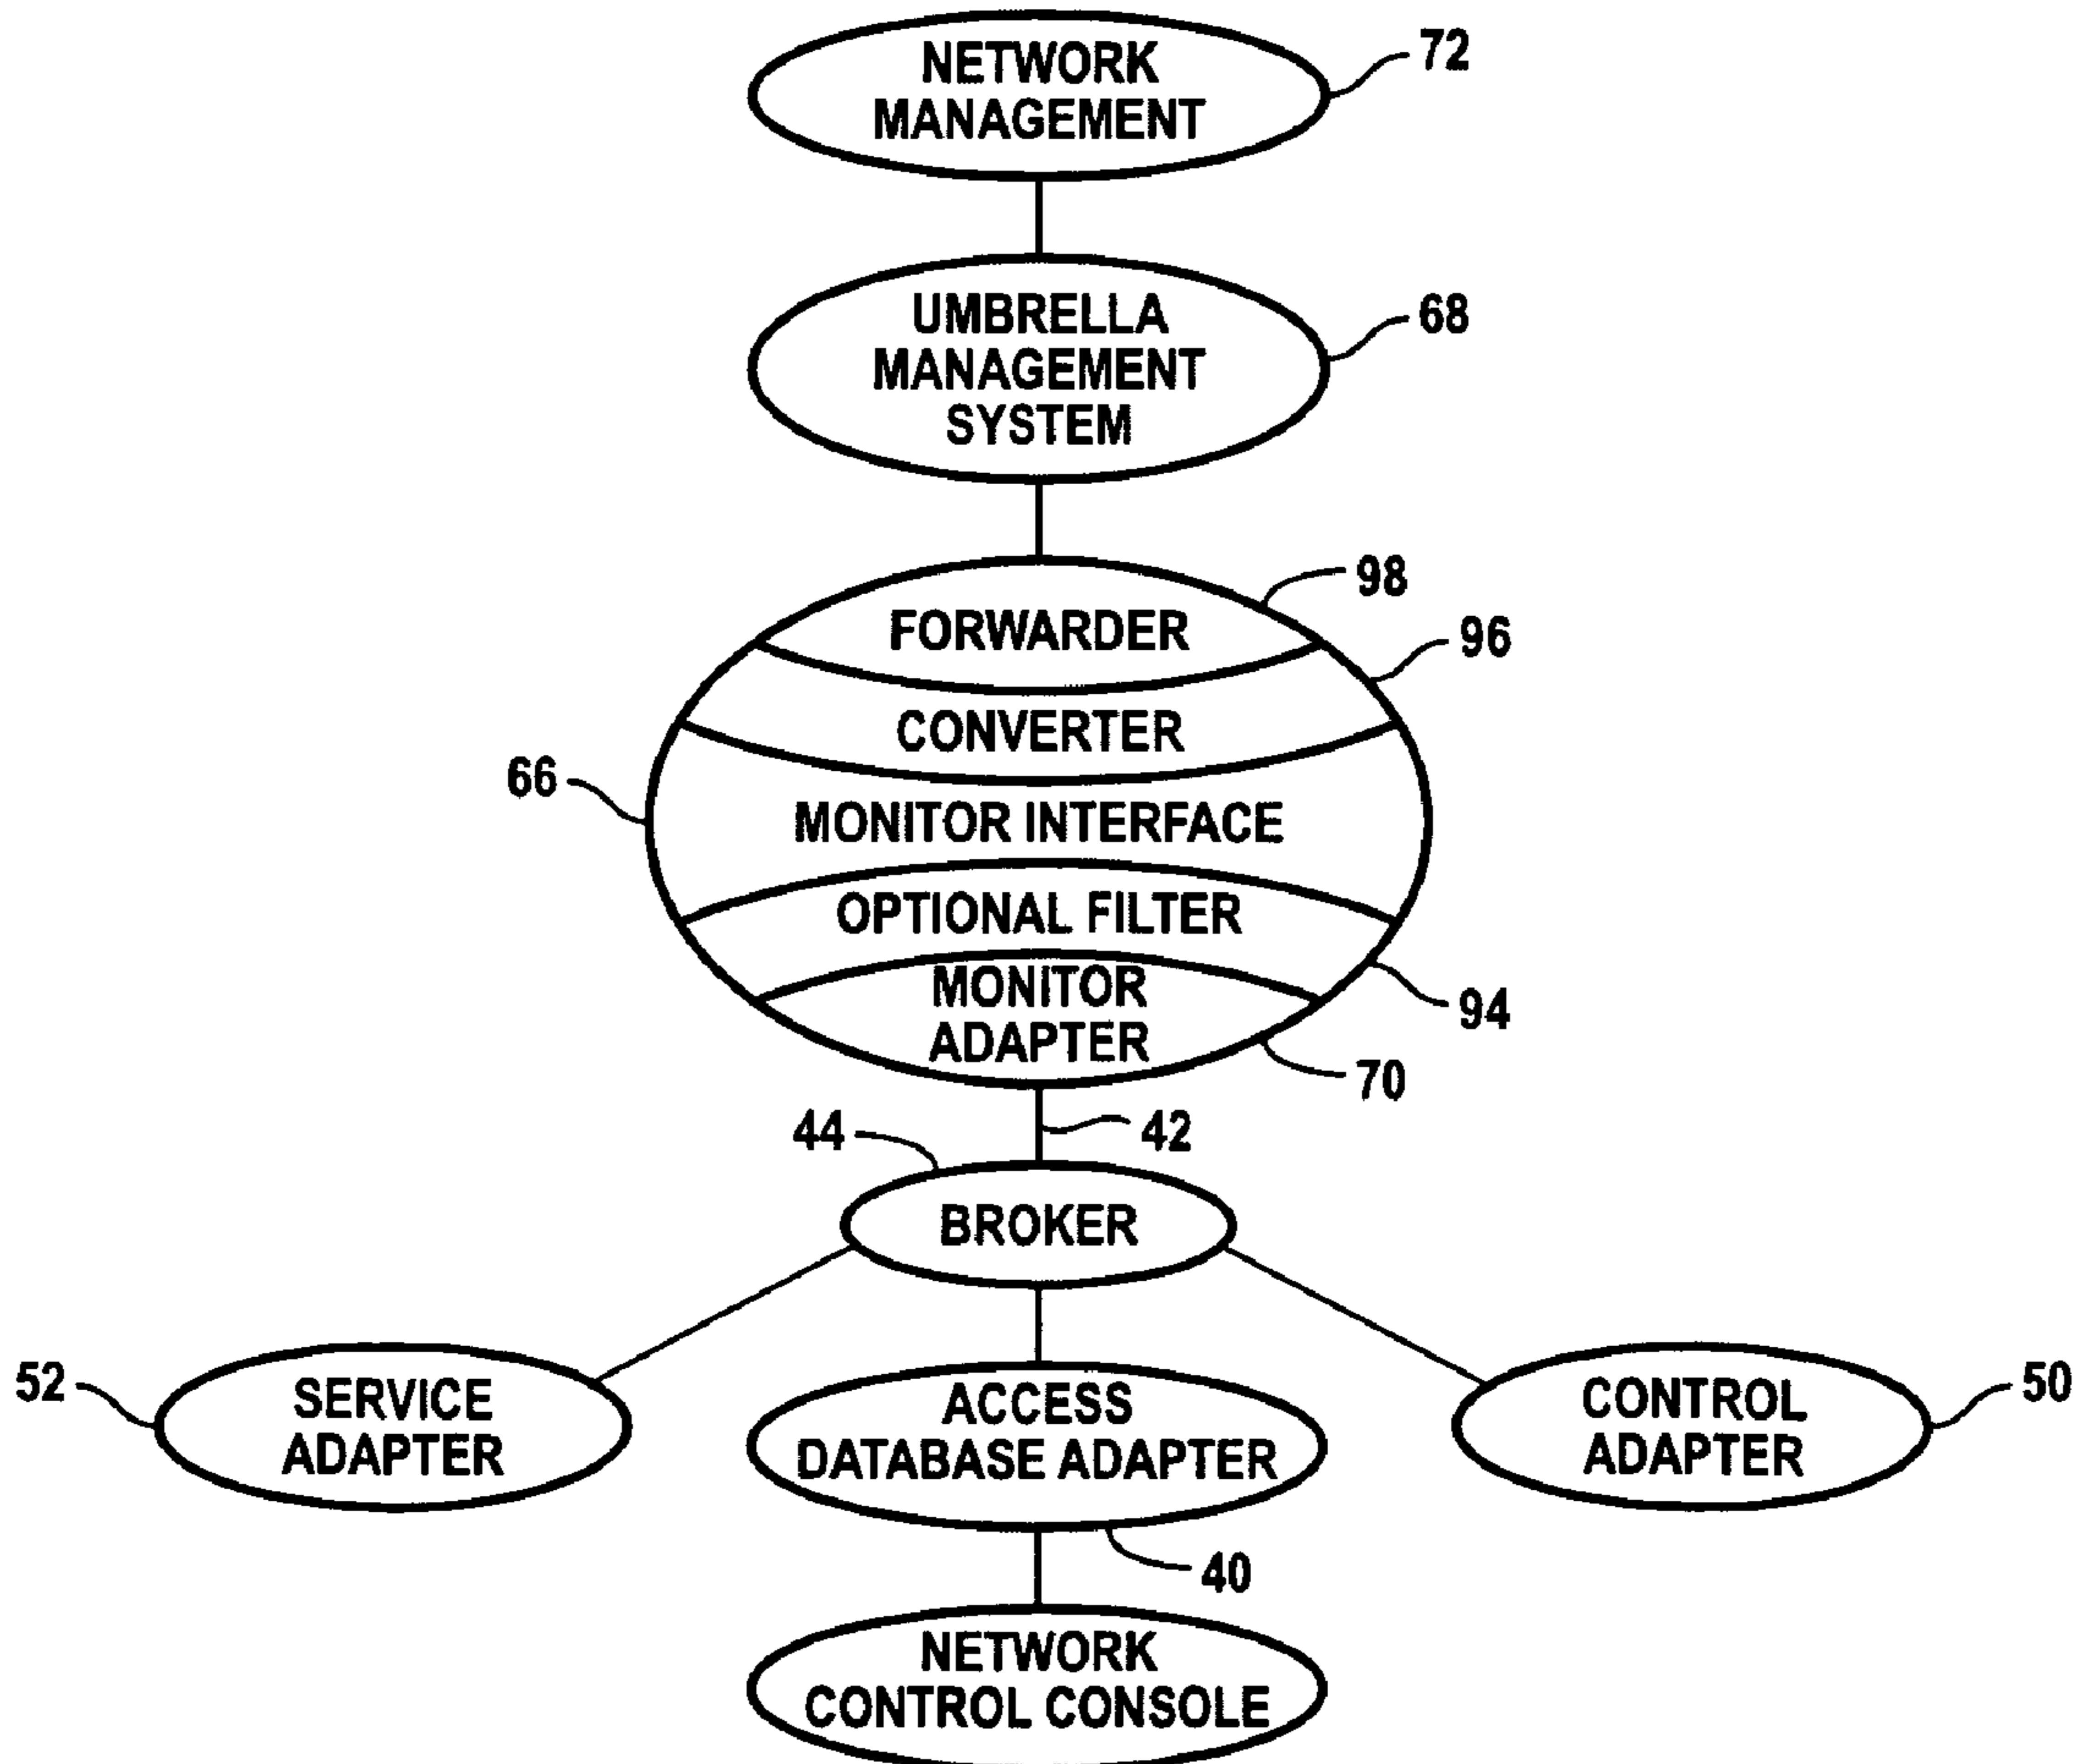 NETWORK
MANAGEMENT
72
UMBRELLA
MANAGEMENT
SYSTEM
68
FORWARDER
98
96
CONVERTER
66
MONITOR INTERFACE
OPTIONAL FILTER
MONITOR
ADAPTER
94
70
44
42
BROKER
52
SERVICE
ADAPTER
ACCESS
DATABASE ADAPTER
CONTROL
ADAPTER
50
40
NETWORK
CONTROL CONSOLE